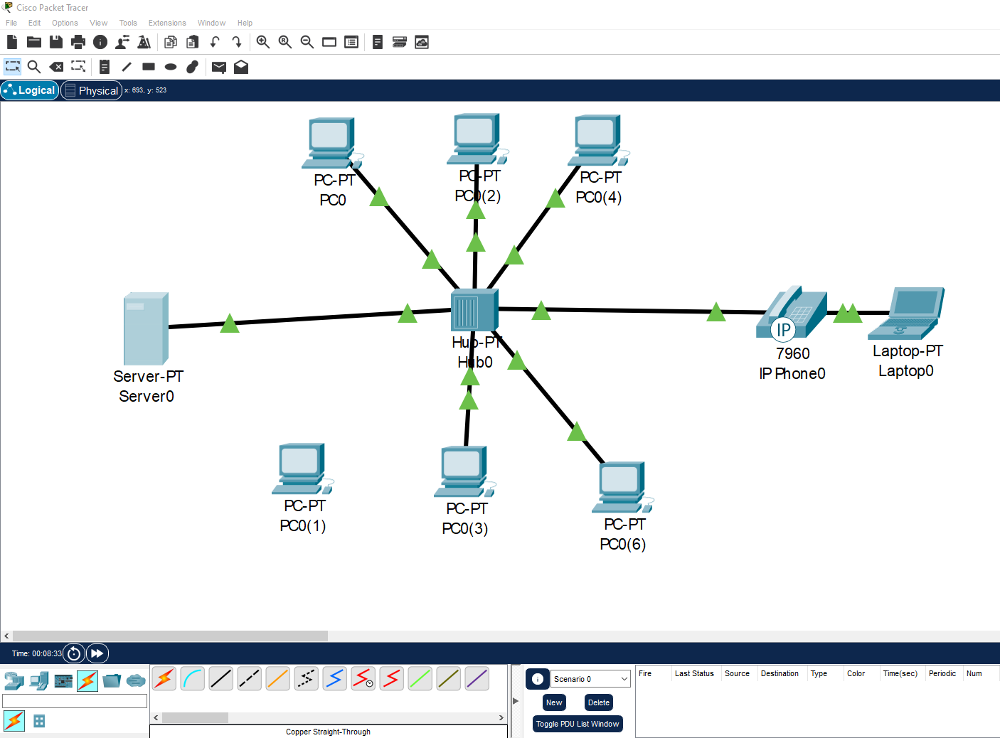 Cisco Packet Tracer
File Edit Options View Tools Extensions Window Help
Logical Physical x: 693, y: 523
PC-PT
PC0
PC-PT
PC0(2)
PC-PT
PC0(4)
Server-PT
Server0
Hub-PT
Hub0
IP
7960
IP Phone0
Laptop-PT
Laptop0
PC-PT
PC0(1)
PC-PT
PC0(3)
PC-PT
PC0(6)
Time: 00:08:33
Scenario 0
New Delete
Toggle PDU List Window
Fire Last Status Source Destination Type Color Time(sec) Periodic Num
Copper Straight-Through